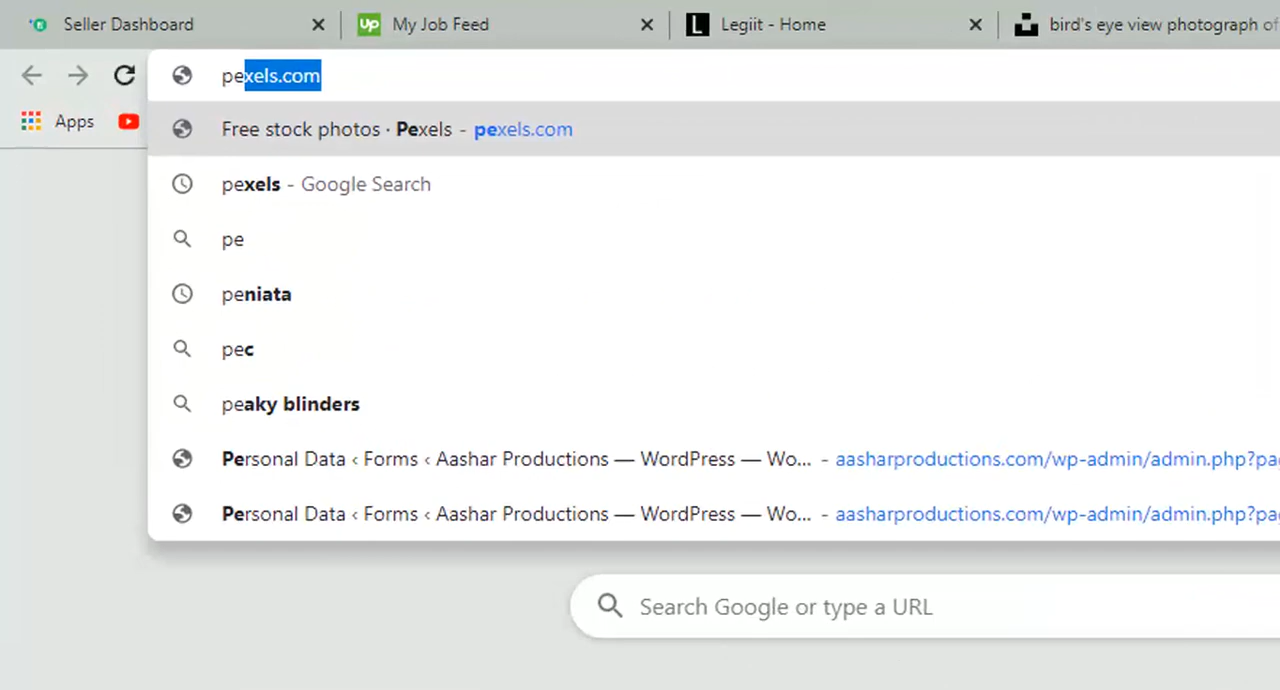 Seller Dashboard
My Job Feed
Legiit - Home
bird's eye view photograph of
pexels.com
Apps
Free stock photos · Pexels - pexels.com
pexels - Google Search
pe
peniata
pec
peaky blinders
Personal Data ‹ Forms ‹ Aashar Productions — WordPress — Wo... - aasharproductions.com/wp-admin/admin.php?pag
Personal Data ‹ Forms ‹ Aashar Productions — WordPress — Wo... - aasharproductions.com/wp-admin/admin.php?pag
Search Google or type a URL